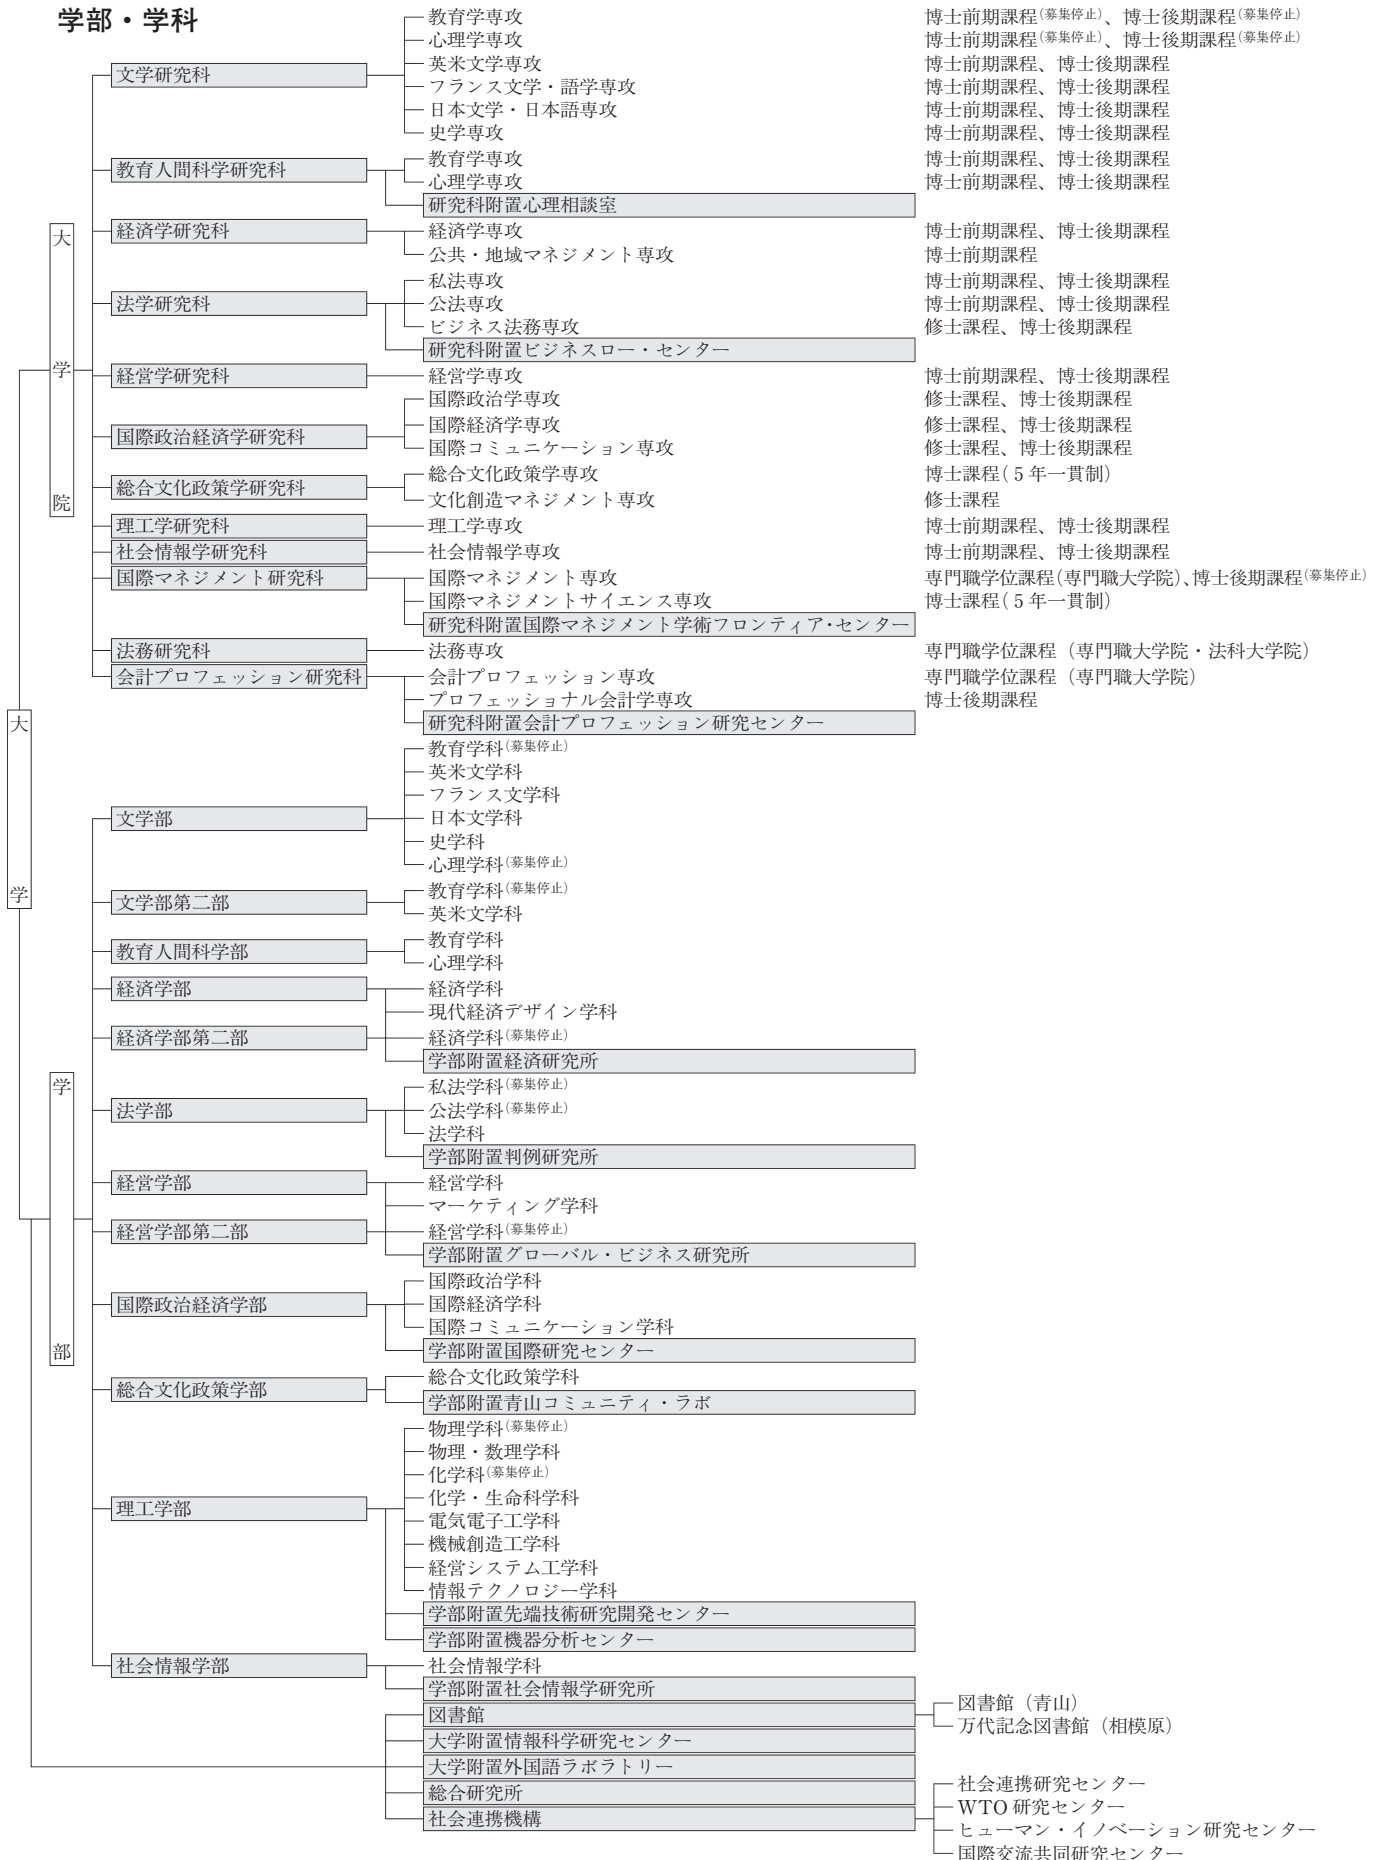 学部・学科
大学
大学院
文学研究科
教育学専攻 博士前期課程(募集停止)、博士後期課程(募集停止)
心理学専攻 博士前期課程(募集停止)、博士後期課程(募集停止)
英米文学専攻 博士前期課程、博士後期課程
フランス文学・語学専攻 博士前期課程、博士後期課程
日本文学・日本語専攻 博士前期課程、博士後期課程
史学専攻 博士前期課程、博士後期課程
教育人間科学研究科
教育学専攻 博士前期課程、博士後期課程
心理学専攻 博士前期課程、博士後期課程
研究科附置心理相談室
経済学研究科
経済学専攻 博士前期課程、博士後期課程
公共・地域マネジメント専攻 博士前期課程
法学研究科
私法専攻 博士前期課程、博士後期課程
公法専攻 博士前期課程、博士後期課程
ビジネス法務専攻 修士課程、博士後期課程
研究科附置ビジネスロー・センター
経営学研究科
経営学専攻 博士前期課程、博士後期課程
国際政治経済学研究科
国際政治学専攻 修士課程、博士後期課程
国際経済学専攻 修士課程、博士後期課程
国際コミュニケーション専攻 修士課程、博士後期課程
総合文化政策学研究科
総合文化政策学専攻 博士課程(5年一貫制)
文化創造マネジメント専攻 修士課程
理工学研究科
理工学専攻 博士前期課程、博士後期課程
社会情報学研究科
社会情報学専攻 博士前期課程、博士後期課程
国際マネジメント研究科
国際マネジメント専攻 専門職学位課程(専門職大学院)、博士後期課程(募集停止)
国際マネジメントサイエンス専攻 博士課程(5年一貫制)
研究科附置国際マネジメント学術フロンティア・センター
法務研究科
法務専攻 専門職学位課程（専門職大学院・法科大学院）
会計プロフェッション研究科
会計プロフェッション専攻 専門職学位課程（専門職大学院）
プロフェッショナル会計学専攻 博士後期課程
研究科附置会計プロフェッション研究センター
学部
文学部
教育学科(募集停止)
英米文学科
フランス文学科
日本文学科
史学科
心理学科(募集停止)
文学部第二部
教育学科(募集停止)
英米文学科
教育人間科学部
教育学科
心理学科
経済学部
経済学科
現代経済デザイン学科
経済学部第二部
経済学科(募集停止)
学部附置経済研究所
法学部
私法学科(募集停止)
公法学科(募集停止)
法学科
学部附置判例研究所
経営学部
経営学科
マーケティング学科
経営学部第二部
経営学科(募集停止)
学部附置グローバル・ビジネス研究所
国際政治経済学部
国際政治学科
国際経済学科
国際コミュニケーション学科
学部附置国際研究センター
総合文化政策学部
総合文化政策学科
学部附置青山コミュニティ・ラボ
理工学部
物理学科(募集停止)
物理・数理学科
化学科(募集停止)
化学・生命科学科
電気電子工学科
機械創造工学科
経営システム工学科
情報テクノロジー学科
学部附置先端技術研究開発センター
学部附置機器分析センター
社会情報学部
社会情報学科
学部附置社会情報学研究所
図書館
図書館（青山）
万代記念図書館（相模原）
大学附置情報科学研究センター
大学附置外国語ラボラトリー
総合研究所
社会連携機構
社会連携研究センター
WTO研究センター
ヒューマン・イノベーション研究センター
国際交流共同研究センター